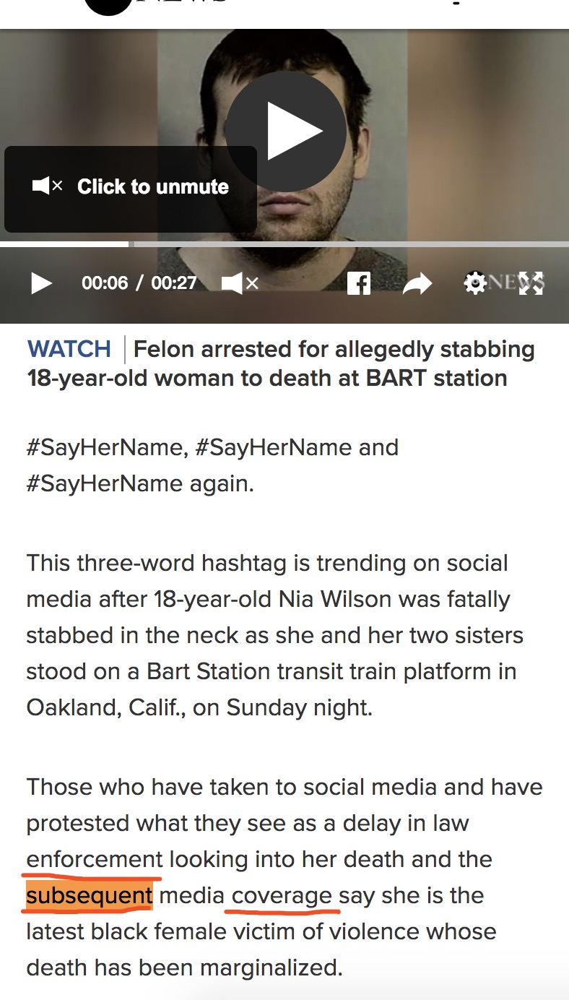 Click to unmute
00:06 / 00:27
NEWS
WATCH | Felon arrested for allegedly stabbing
18-year-old woman to death at BART station
#SayHerName, #SayHerName and
#SayHerName again.
This three-word hashtag is trending on social
media after 18-year-old Nia Wilson was fatally
stabbed in the neck as she and her two sisters
stood on a Bart Station transit train platform in
Oakland, Calif., on Sunday night.
Those who have taken to social media and have
protested what they see as a delay in law
enforcement looking into her death and the
subsequent media coverage say she is the
latest black female victim of violence whose
death has been marginalized.